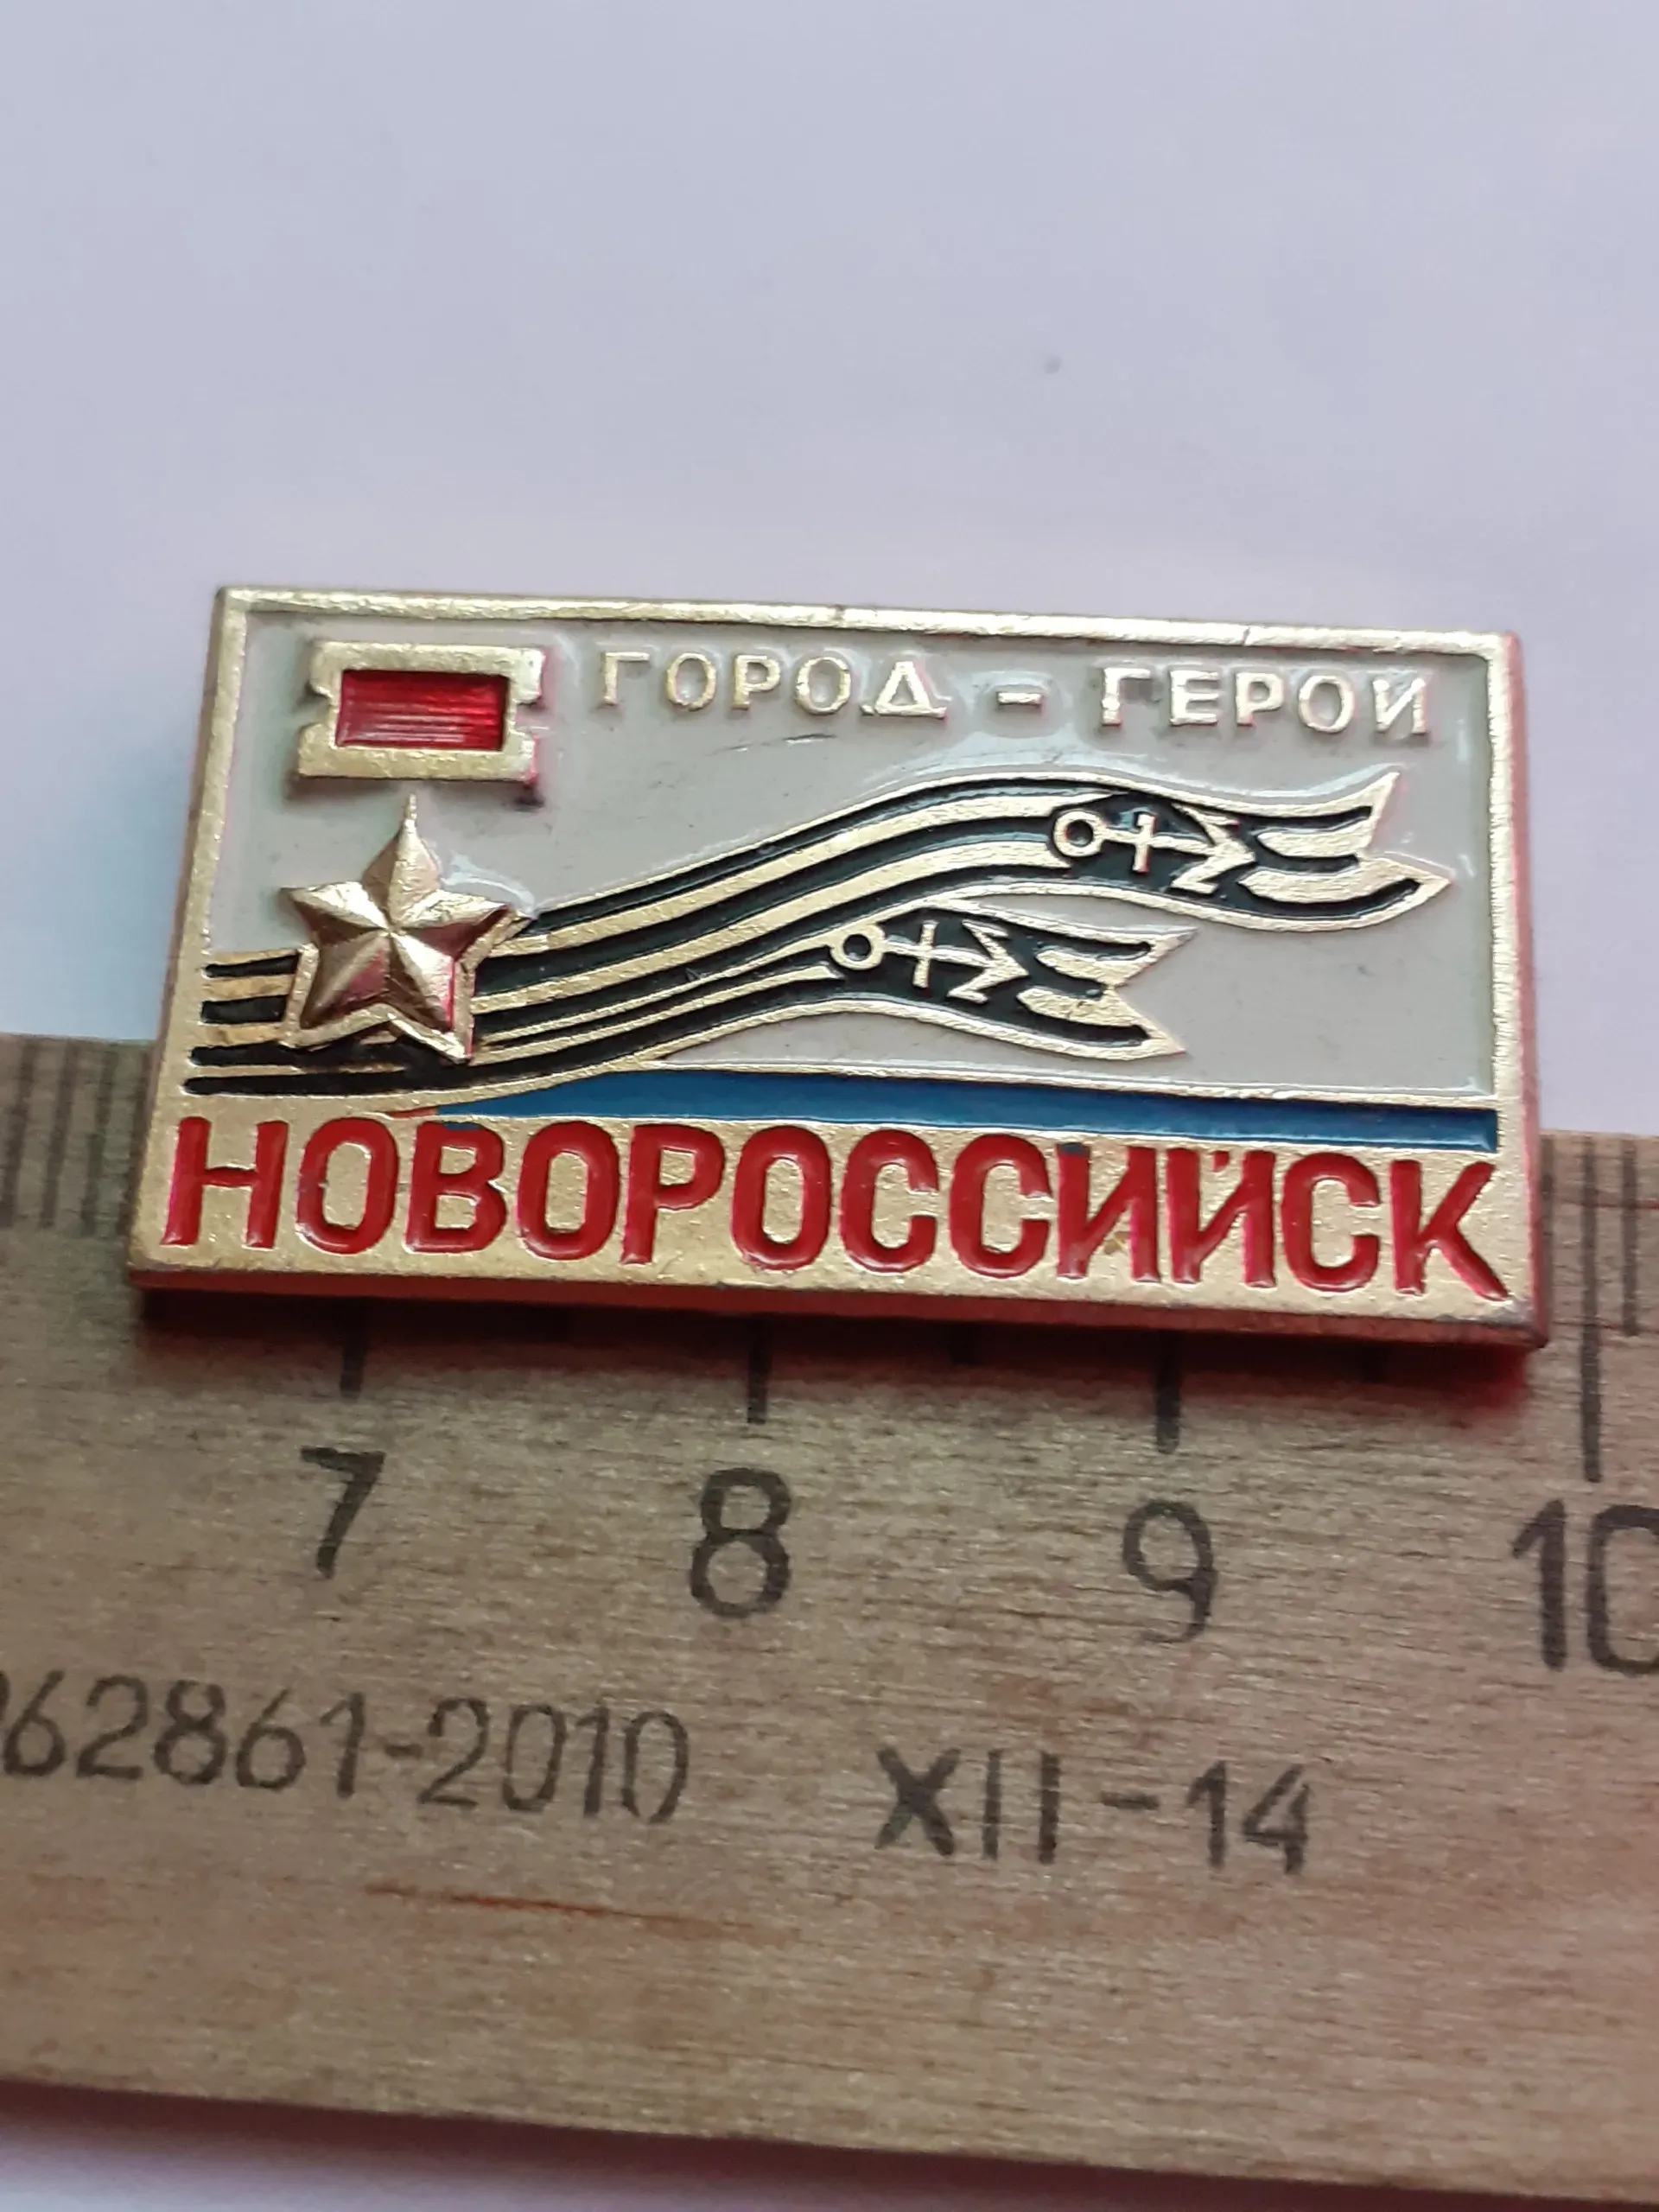 ГОРОД - ГЕРОЙ
НОВОРОССИЙСК
7 8 9 10
62861-2010 XII-14